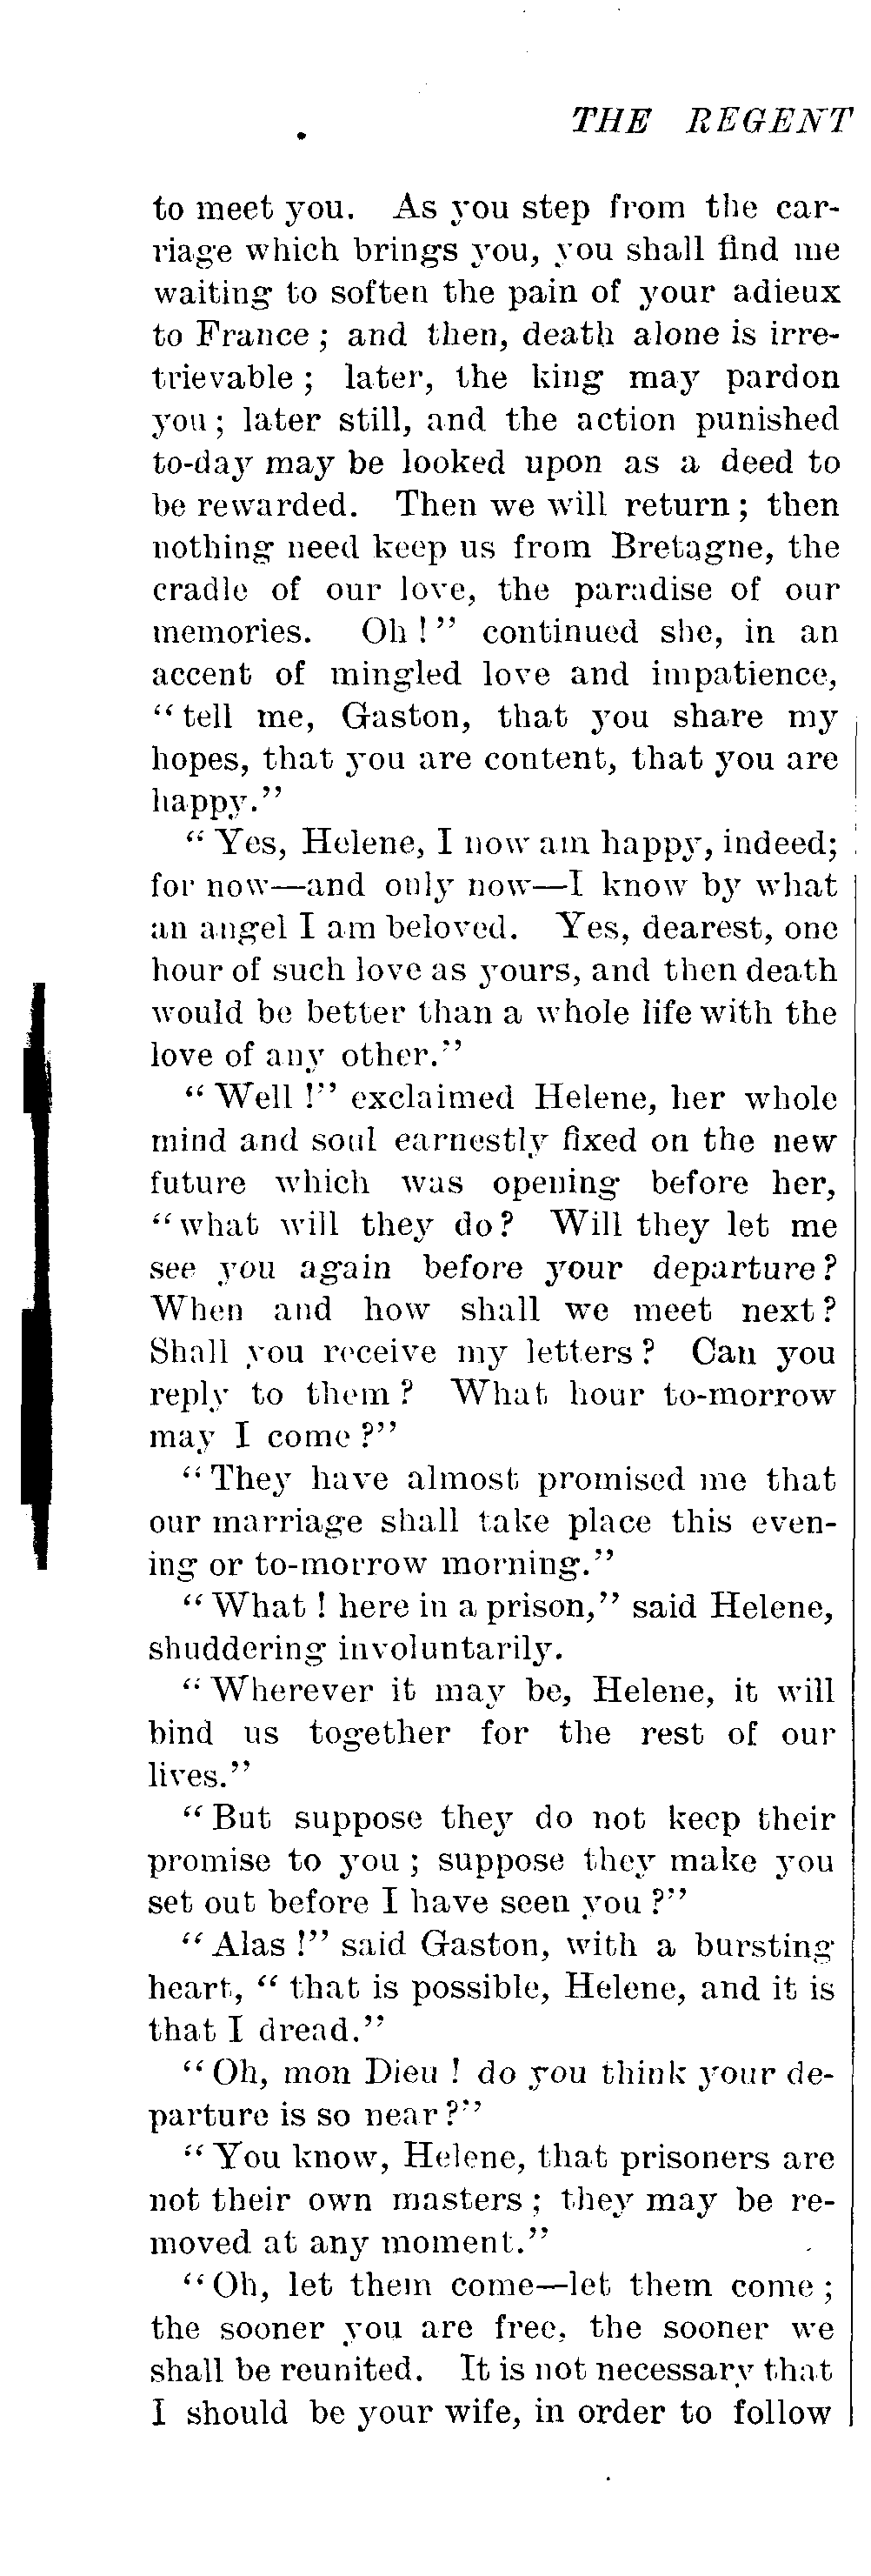 THE REGENT
to meet you. As you step from the car-
riage which brings you, you shall find me
waiting to soften the pain of your adieux
to France ; and then, death alone is irre-
trievable ; later, the king may pardon
you ; later still, and the action punished
to-day may be looked upon as a deed to
be rewarded. Then we will return ; then
nothing need keep us from Bretagne, the
cradle of our love, the paradise of our
memories. Oh !” continued she, in an
accent of mingled love and impatience,
“ tell me, Gaston, that you share my
hopes, that you are content, that you are
happy.”
“ Yes, Helene, I now am happy, indeed;
for now—and only now—I know by what
an angel I am beloved. Yes, dearest, one
hour of such love as yours, and then death
would be better than a whole life with the
love of any other.”
“ Well !” exclaimed Helene, her whole
mind and soul earnestly fixed on the new
future which was opening before her,
“ what will they do? Will they let me
see you again before your departure?
When and how shall we meet next?
Shall you receive my letters? Can you
reply to them? What hour to-morrow
may I come ?”
“ They have almost promised me that
our marriage shall take place this even-
ing or to-morrow morning.”
“ What ! here in a prison,” said Helene,
shuddering involuntarily.
“ Wherever it may be, Helene, it will
bind us together for the rest of our
lives.”
“ But suppose they do not keep their
promise to you ; suppose they make you
set out before I have seen you ?”
“ Alas !” said Gaston, with a bursting
heart, “ that is possible, Helene, and it is
that I dread.”
“ Oh, mon Dieu ! do you think your de-
parture is so near ?”
“ You know, Helene, that prisoners are
not their own masters ; they may be re-
moved at any moment.”
“ Oh, let them come—let them come ;
the sooner you are free, the sooner we
shall be reunited. It is not necessary that
I should be your wife, in order to follow